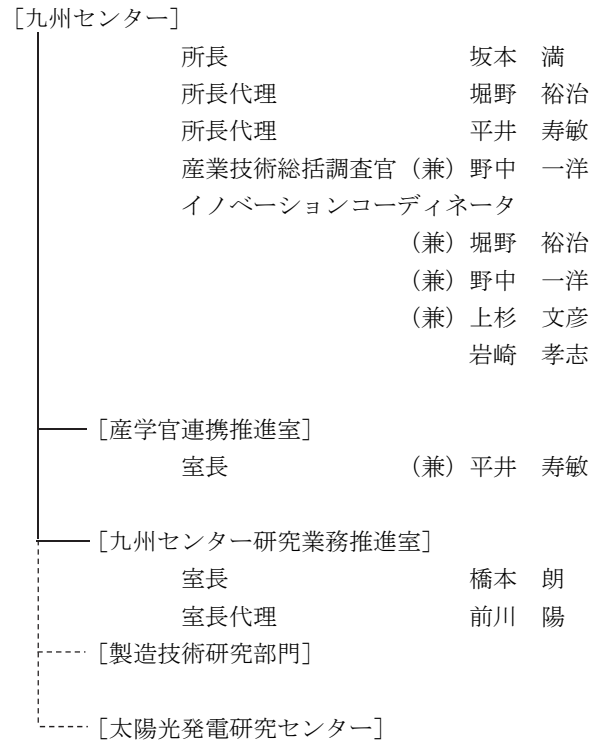 ［九州センター］
所長 坂本 満
所長代理 堀野 裕治
所長代理 平井 寿敏
産業技術総括調査官（兼）野中 一洋
イノベーションコーディネータ
（兼）堀野 裕治
（兼）野中 一洋
（兼）上杉 文彦
岩崎 孝志
［産学官連携推進室］
室長 （兼）平井 寿敏
［九州センター研究業務推進室］
室長 橋本 朗
室長代理 前川 陽
［製造技術研究部門］
［太陽光発電研究センター］